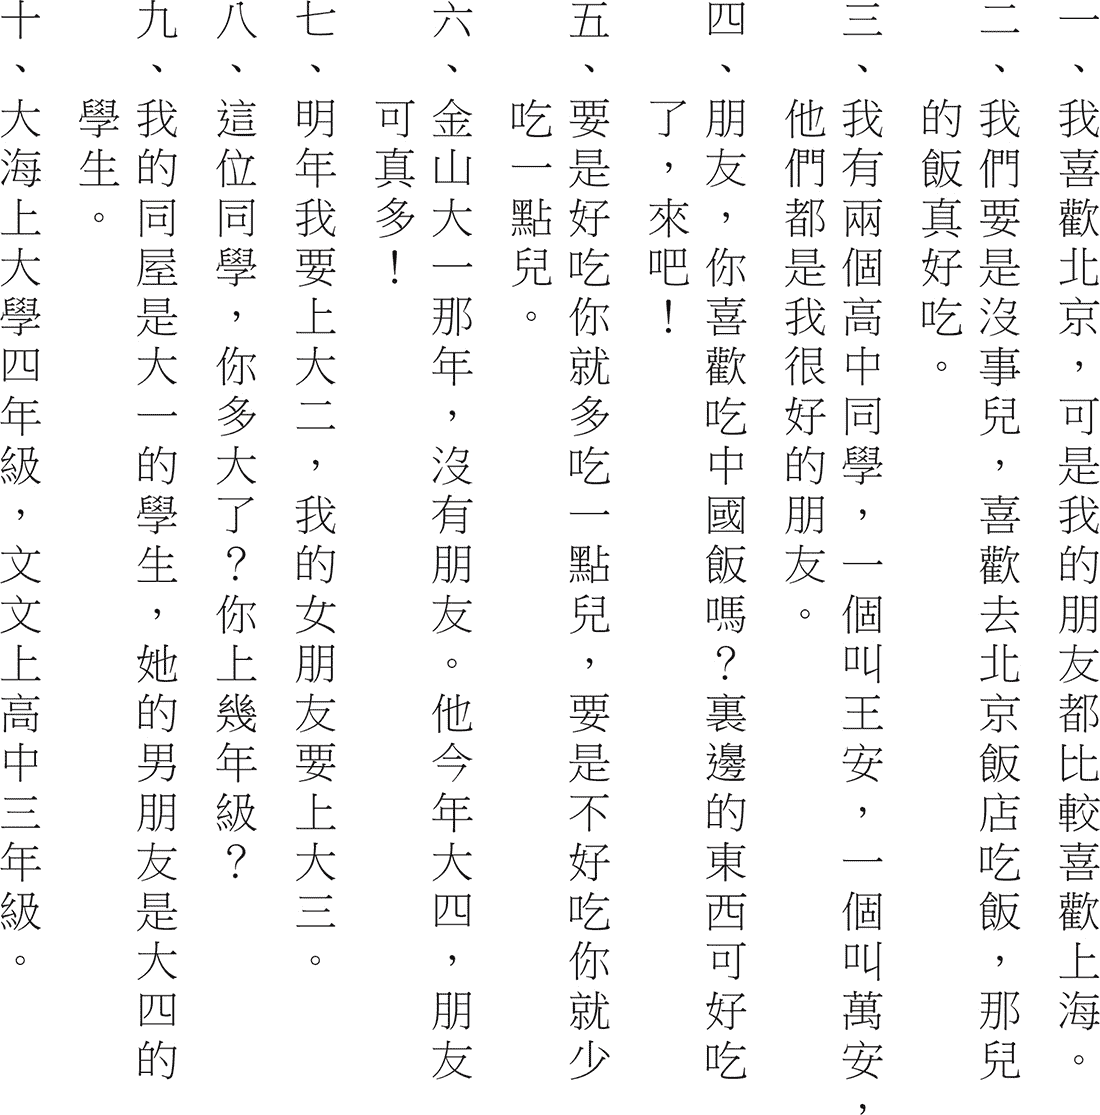 一、我喜歡北京，可是我的朋友都比較喜歡上海。
二、我們要是沒事兒，喜歡去北京飯店吃飯，那兒
的飯真好吃。
三、我有兩個高中同學，一個叫王安，一個叫萬安，
他們都是我很好的朋友。
四、朋友，你喜歡吃中國飯嗎？裏邊的東西可好吃
了，來吧！
五、要是好吃你就多吃一點兒，要是不好吃你就少
吃一點兒。
六、金山大一那年，沒有朋友。他今年大四，朋友
可真多！
七、明年我要上大二，我的女朋友要上大三。
八、這位同學，你多大了？你上幾年級？
九、我的同屋是大一的學生，她的男朋友是大四的
學生。
十、大海上大學四年級，文文上高中三年級。